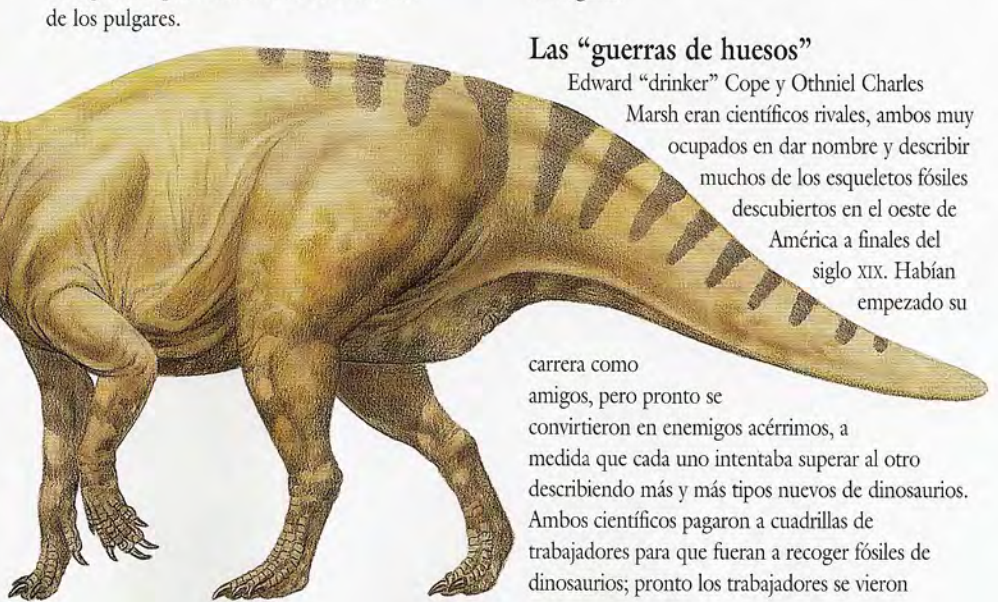 de los pulgares.
Las “guerras de huesos”
Edward “drinker” Cope y Othniel Charles
Marsh eran científicos rivales, ambos muy
ocupados en dar nombre y describir
muchos de los esqueletos fósiles
descubiertos en el oeste de
América a finales del
siglo XIX. Habían
empezado su
carrera como
amigos, pero pronto se
convirtieron en enemigos acérrimos, a
medida que cada uno intentaba superar al otro
describiendo más y más tipos nuevos de dinosaurios.
Ambos científicos pagaron a cuadrillas de
trabajadores para que fueran a recoger fósiles de
dinosaurios; pronto los trabajadores se vieron